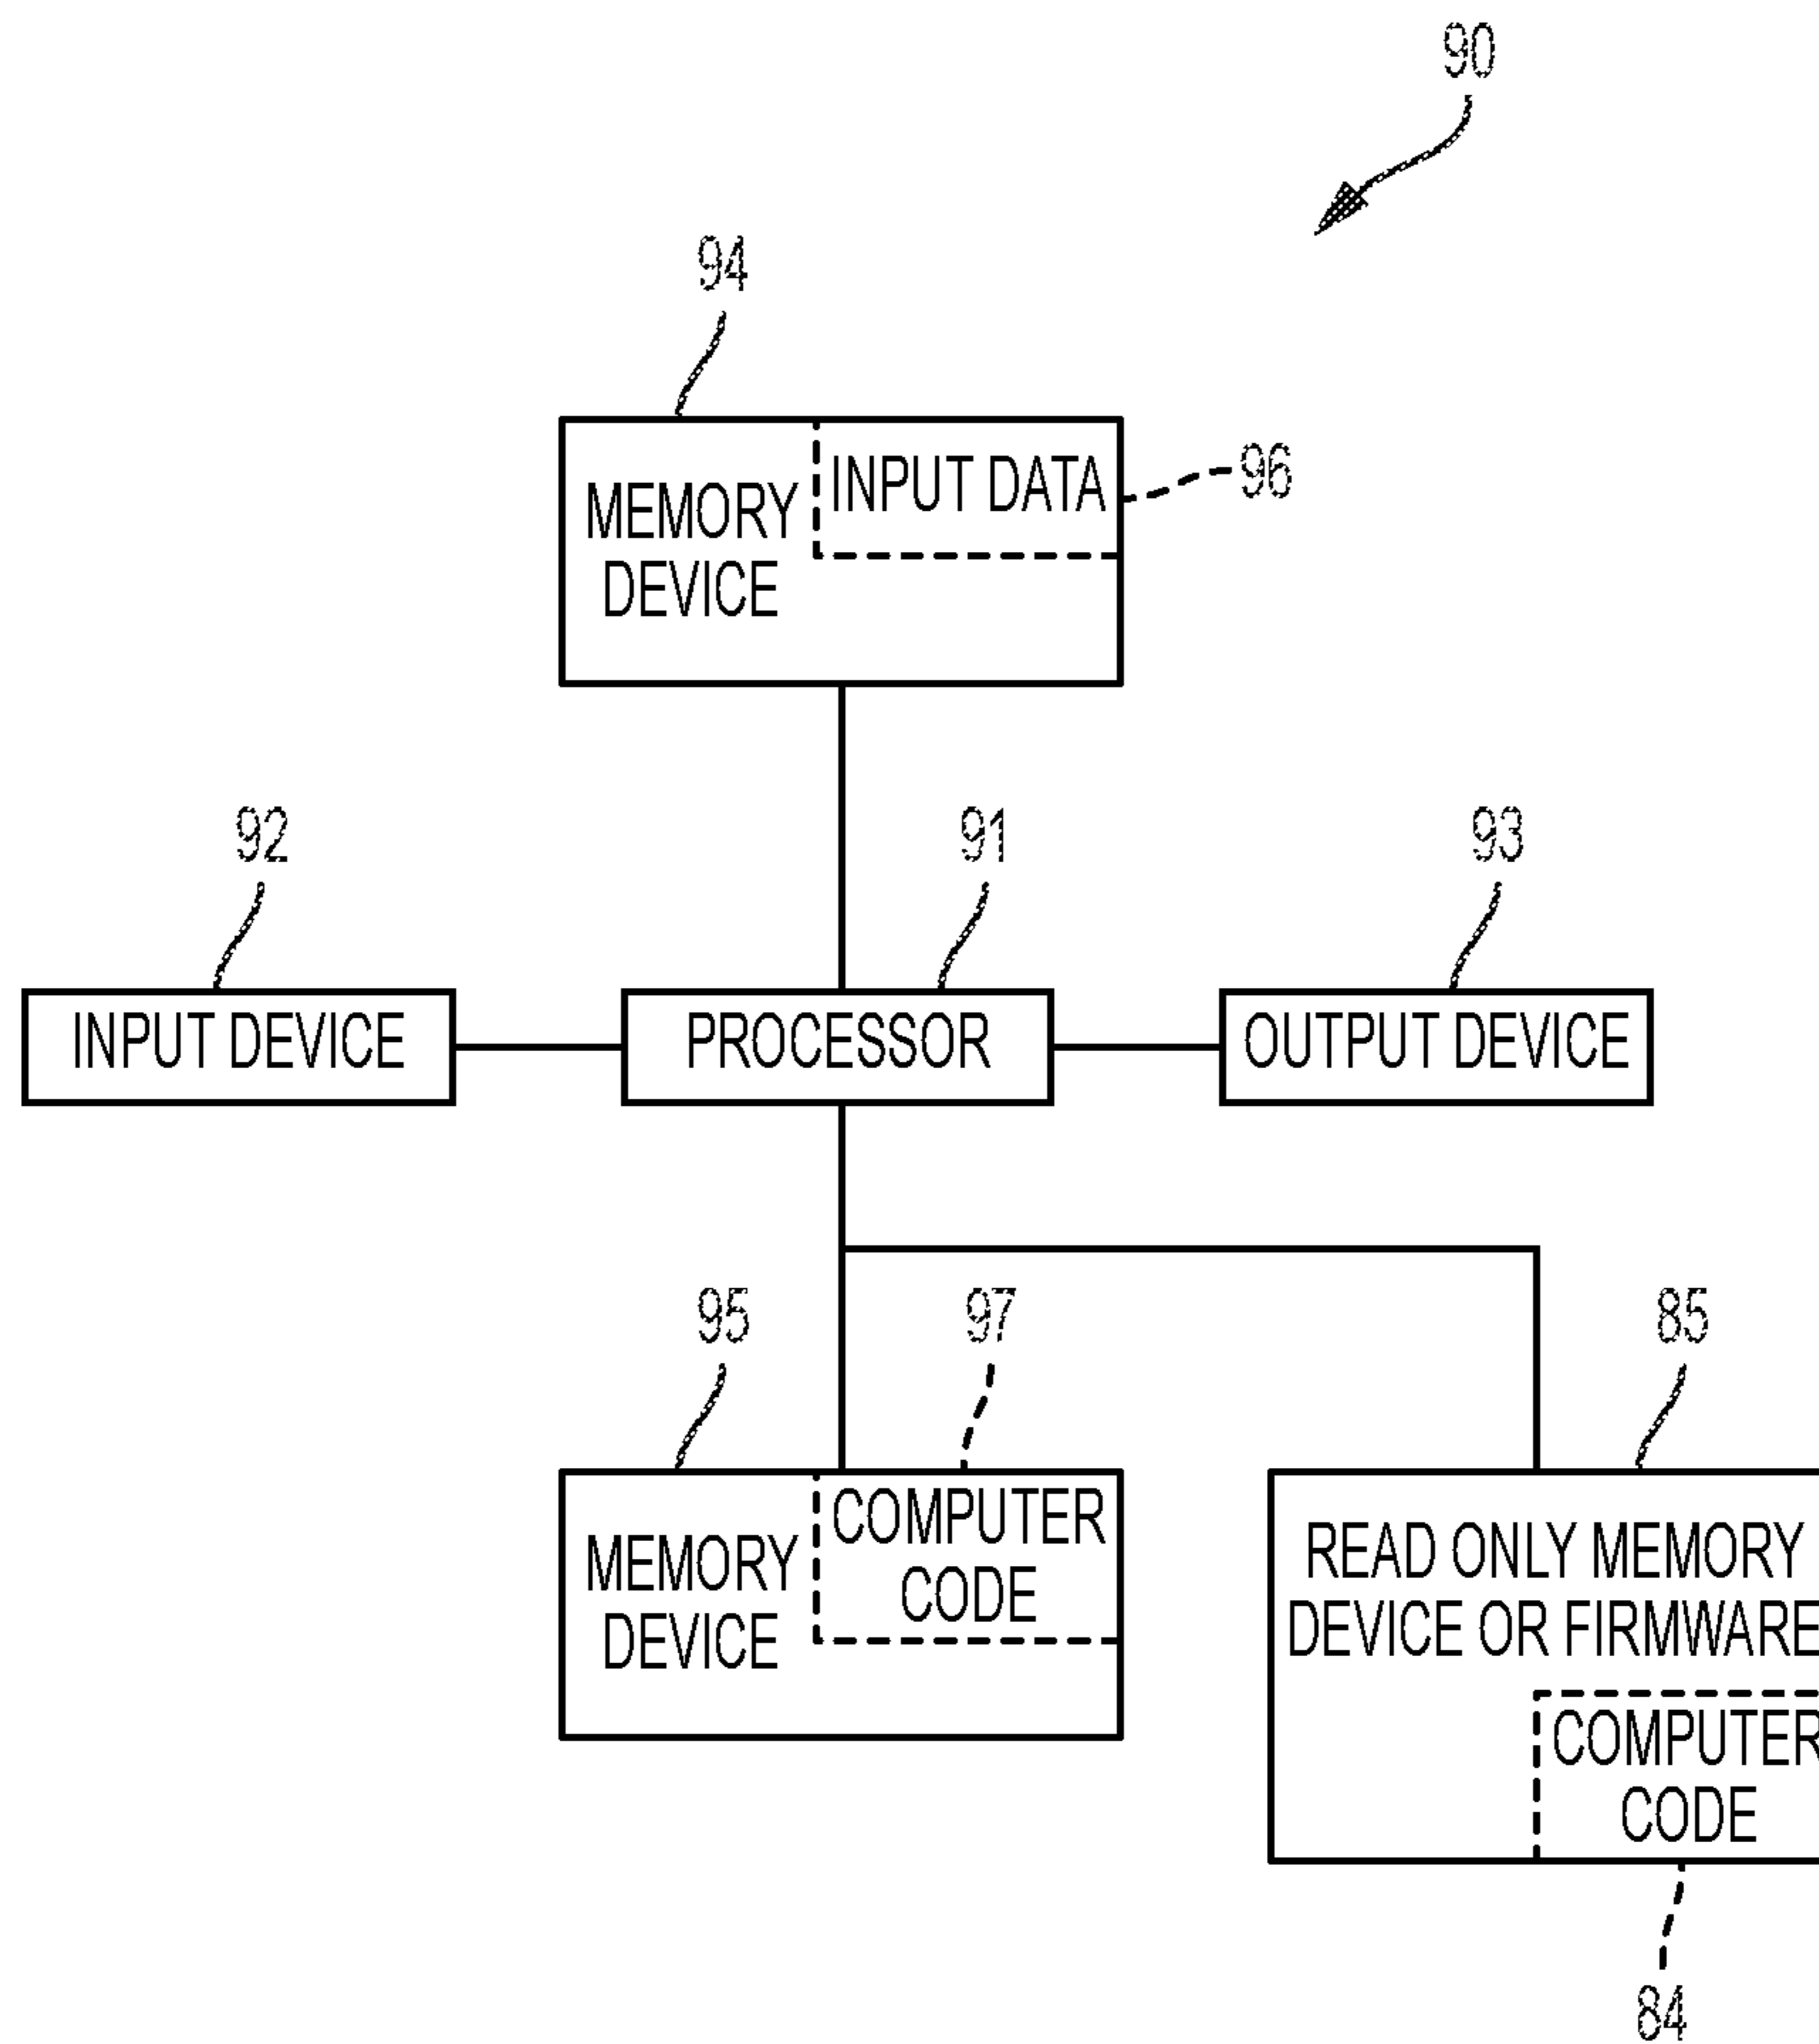 90
94
MEMORY
DEVICE
INPUT DATA
96
92
91
93
INPUT DEVICE
PROCESSOR
OUTPUT DEVICE
95
97
85
MEMORY
DEVICE
COMPUTER
CODE
READ ONLY MEMORY
DEVICE OR FIRMWARE
COMPUTER
CODE
84